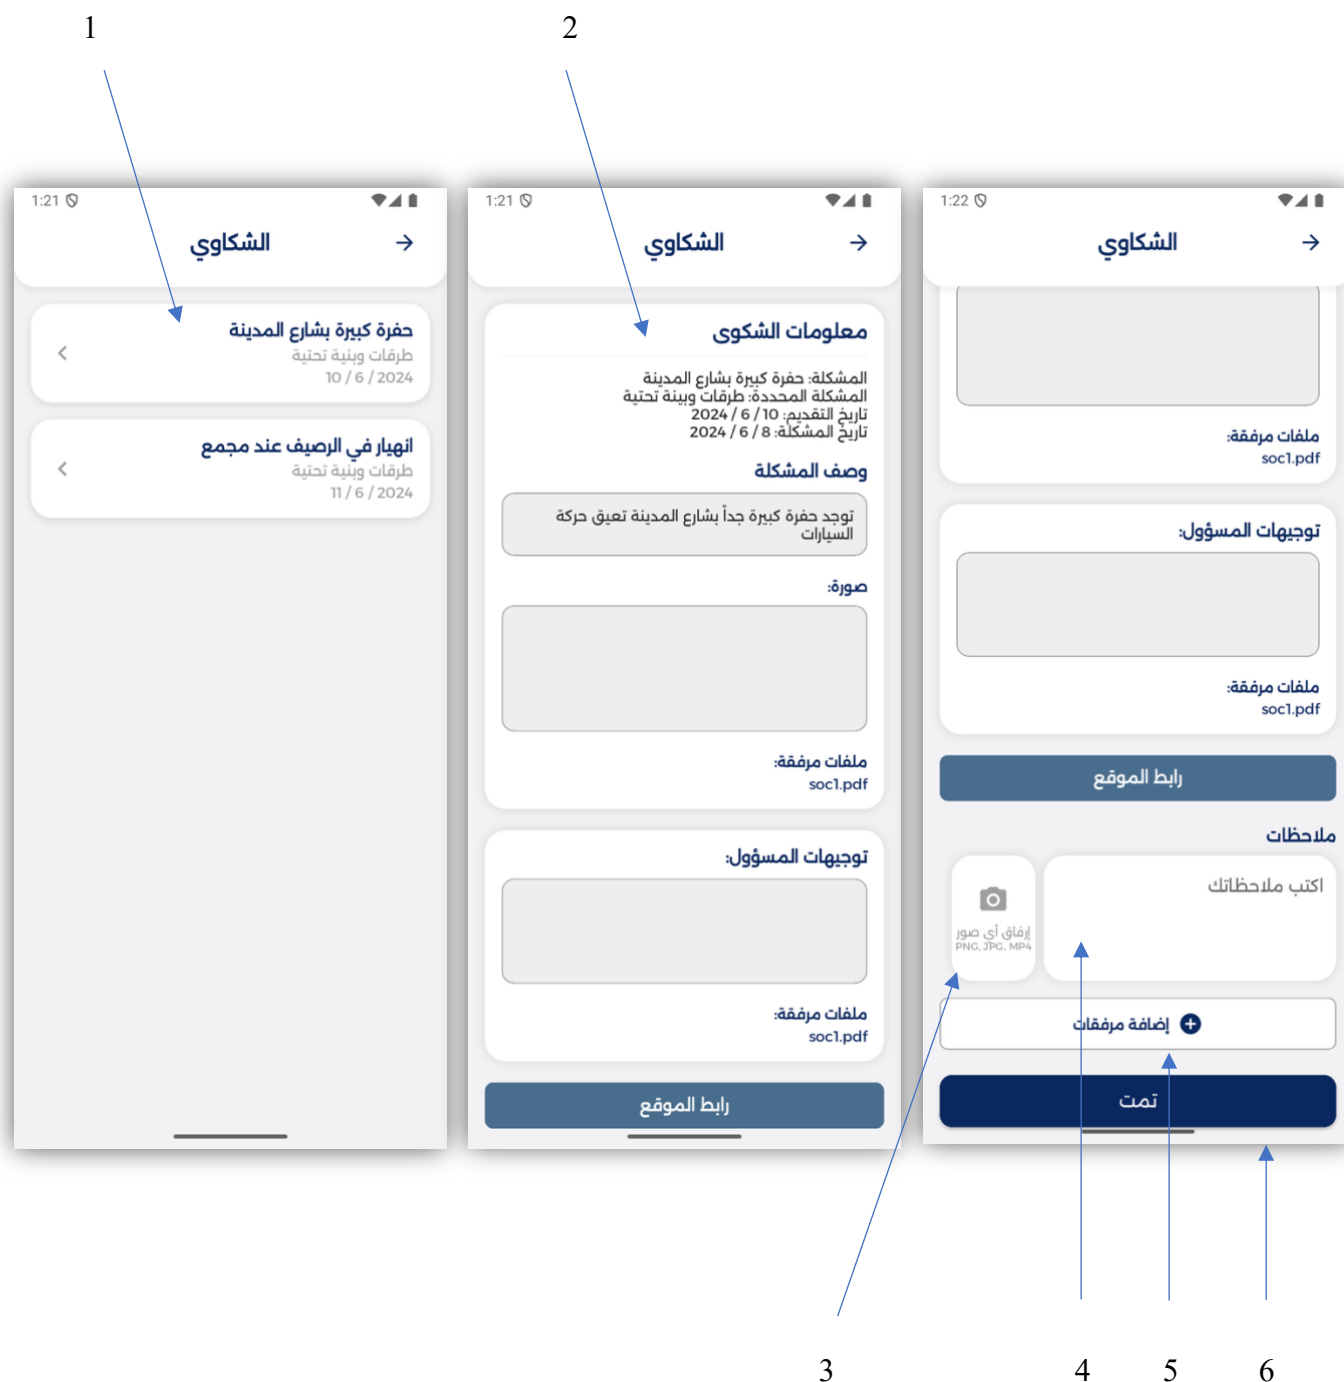 1
2
1:21
الشكاوي
حفرة كبيرة بشارع المدينة
طرقات وبنية تحتية
10 / 6 / 2024
انهيار في الرصيف عند مجمع
طرقات وبنية تحتية
11 / 6 / 2024
1:21
الشكاوي
معلومات الشكوى
المشكلة: حفرة كبيرة بشارع المدينة
المشكلة المحددة: طرقات وبينة تحتية
تاريخ التقديم: 10 / 6 / 2024
تاريخ المشكلة: 8 / 6 / 2024
وصف المشكلة
توجد حفرة كبيرة جداً بشارع المدينة تعيق حركة
السيارات
صورة:
ملفات مرفقة:
soc1.pdf
توجيهات المسؤول:
ملفات مرفقة:
soc1.pdf
رابط الموقع
1:22
الشكاوي
ملفات مرفقة:
soc1.pdf
توجيهات المسؤول:
ملفات مرفقة:
soc1.pdf
رابط الموقع
ملاحظات
اكتب ملاحظاتك
إرفاق أي صور
PNG, JPG, MP4
إضافة مرفقات
تمت
3
4
5
6